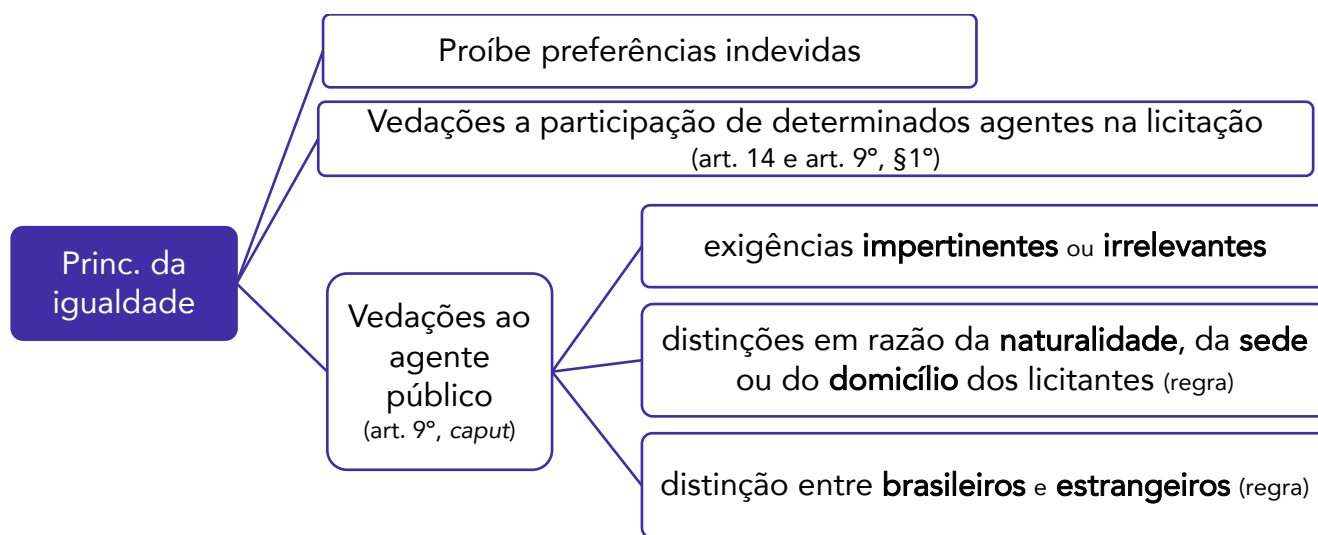 Proíbe preferências indevidas
Vedações a participação de determinados agentes na licitação
(art. 14 e art. 9º, §1º)
Princ. da
igualdade
Vedações ao
agente
público
(art. 9º, caput)
exigências impertinentes ou irrelevantes
distinções em razão da naturalidade, da sede
ou do domicílio dos licitantes (regra)
distinção entre brasileiros e estrangeiros (regra)